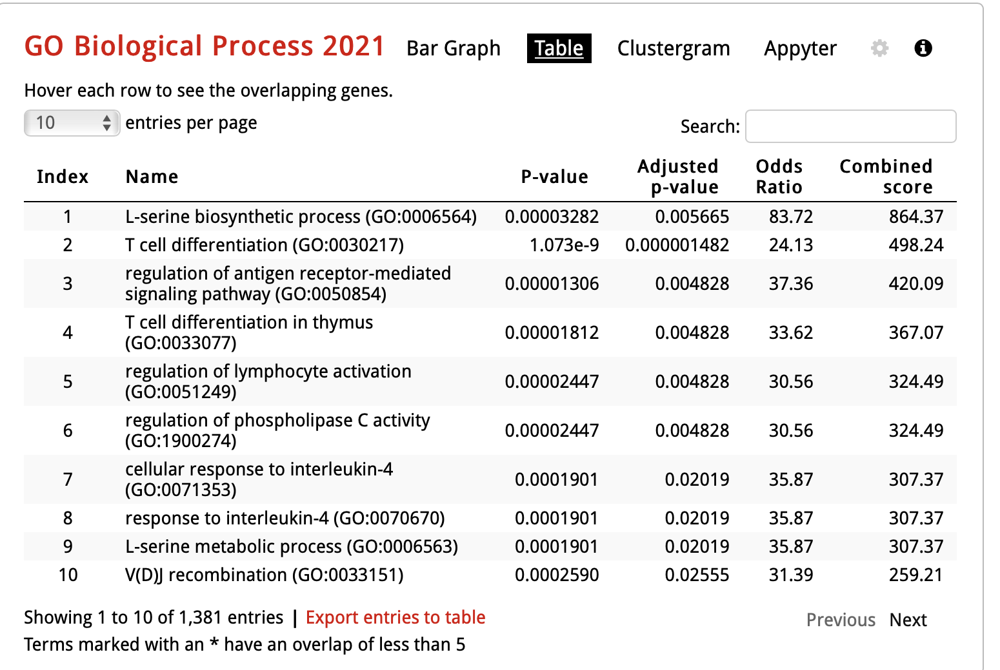 GO Biological Process 2021 Bar Graph Table Clustergram Appyter
Hover each row to see the overlapping genes.
10 entries per page Search:
Index Name P-value Adjusted p-value Odds Ratio Combined score
1 L-serine biosynthetic process (GO:0006564) 0.00003282 0.005665 83.72 864.37
2 T cell differentiation (GO:0030217) 1.073e-9 0.000001482 24.13 498.24
3 regulation of antigen receptor-mediated
signaling pathway (GO:0050854) 0.00001306 0.004828 37.36 420.09
4 T cell differentiation in thymus
(GO:0033077) 0.00001812 0.004828 33.62 367.07
5 regulation of lymphocyte activation
(GO:0051249) 0.00002447 0.004828 30.56 324.49
6 regulation of phospholipase C activity
(GO:1900274) 0.00002447 0.004828 30.56 324.49
7 cellular response to interleukin-4
(GO:0071353) 0.0001901 0.02019 35.87 307.37
8 response to interleukin-4 (GO:0070670) 0.0001901 0.02019 35.87 307.37
9 L-serine metabolic process (GO:0006563) 0.0001901 0.02019 35.87 307.37
10 V(D)J recombination (GO:0033151) 0.0002590 0.02555 31.39 259.21
Showing 1 to 10 of 1,381 entries | Export entries to table Previous Next
Terms marked with an * have an overlap of less than 5